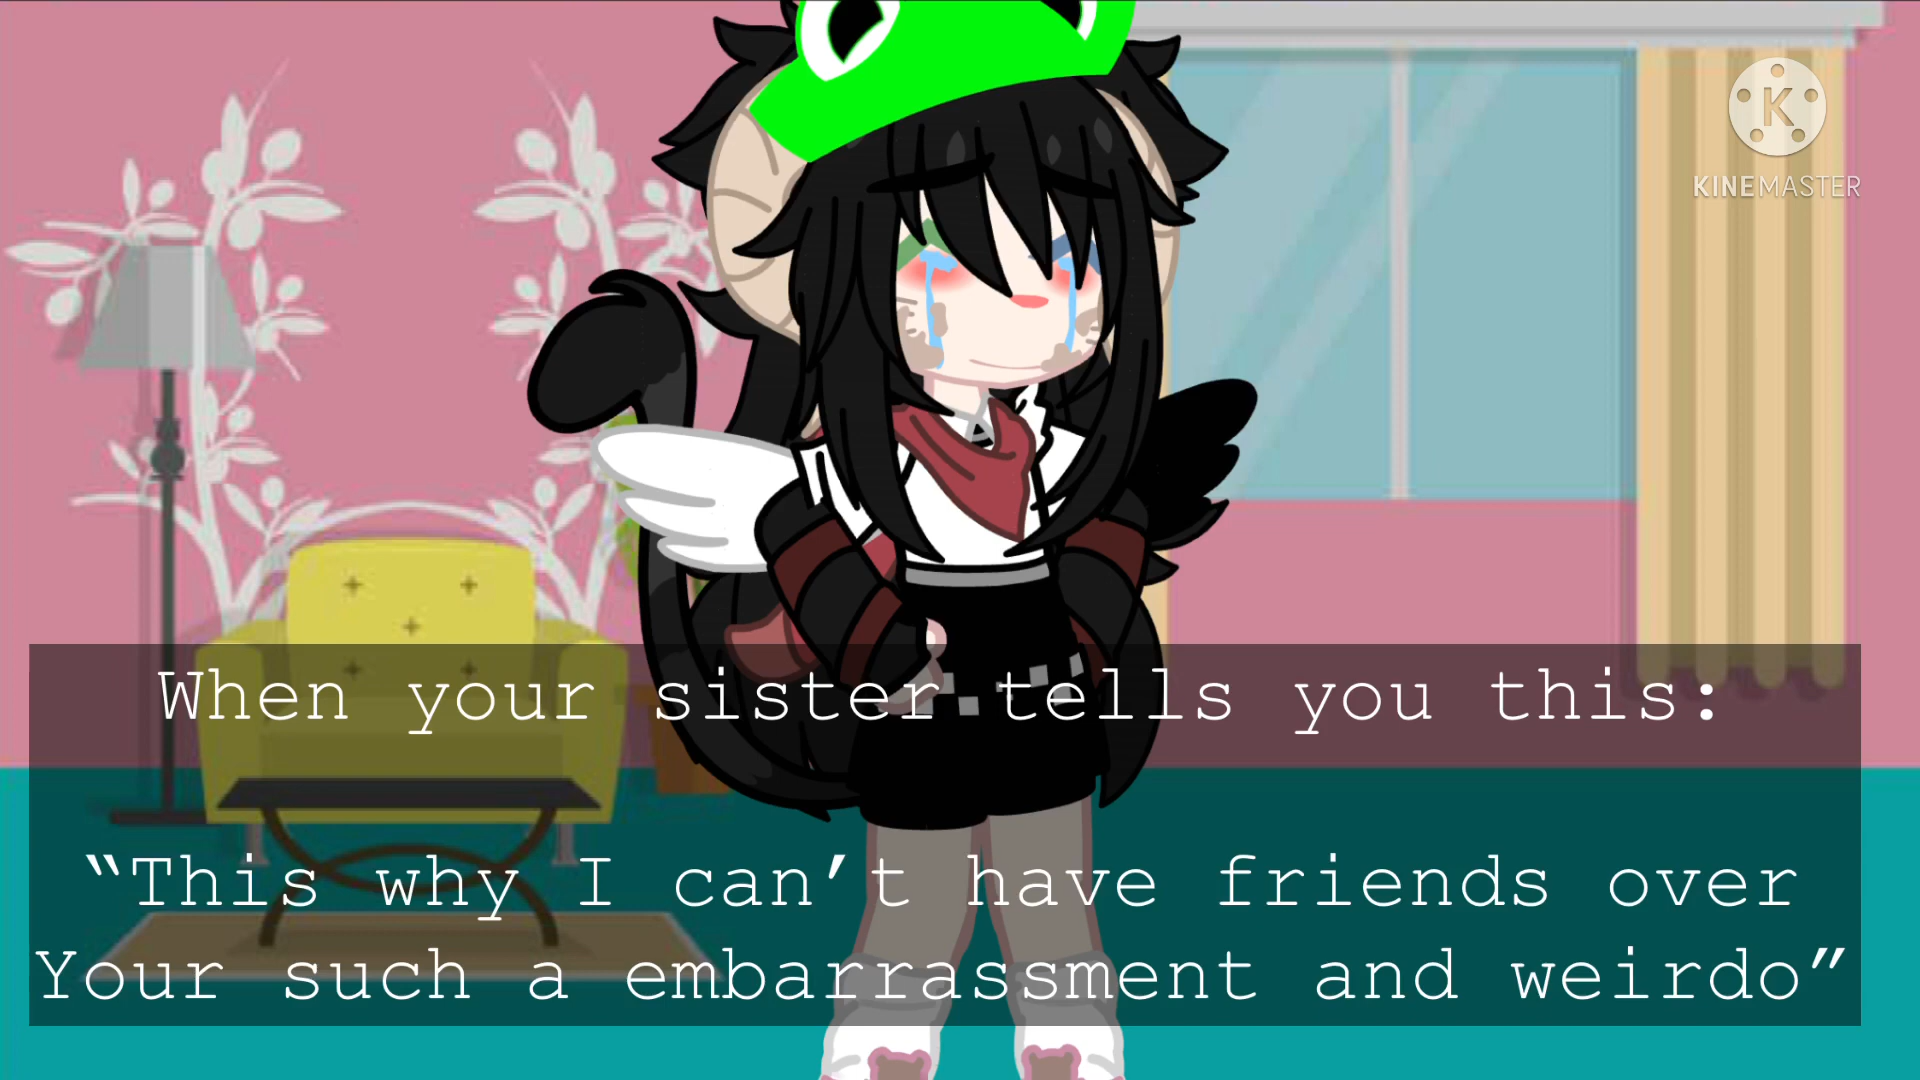 KINEMASTER
When your sister tells you this:
“This why I can’t have friends over
Your such a embarrassment and weirdo”